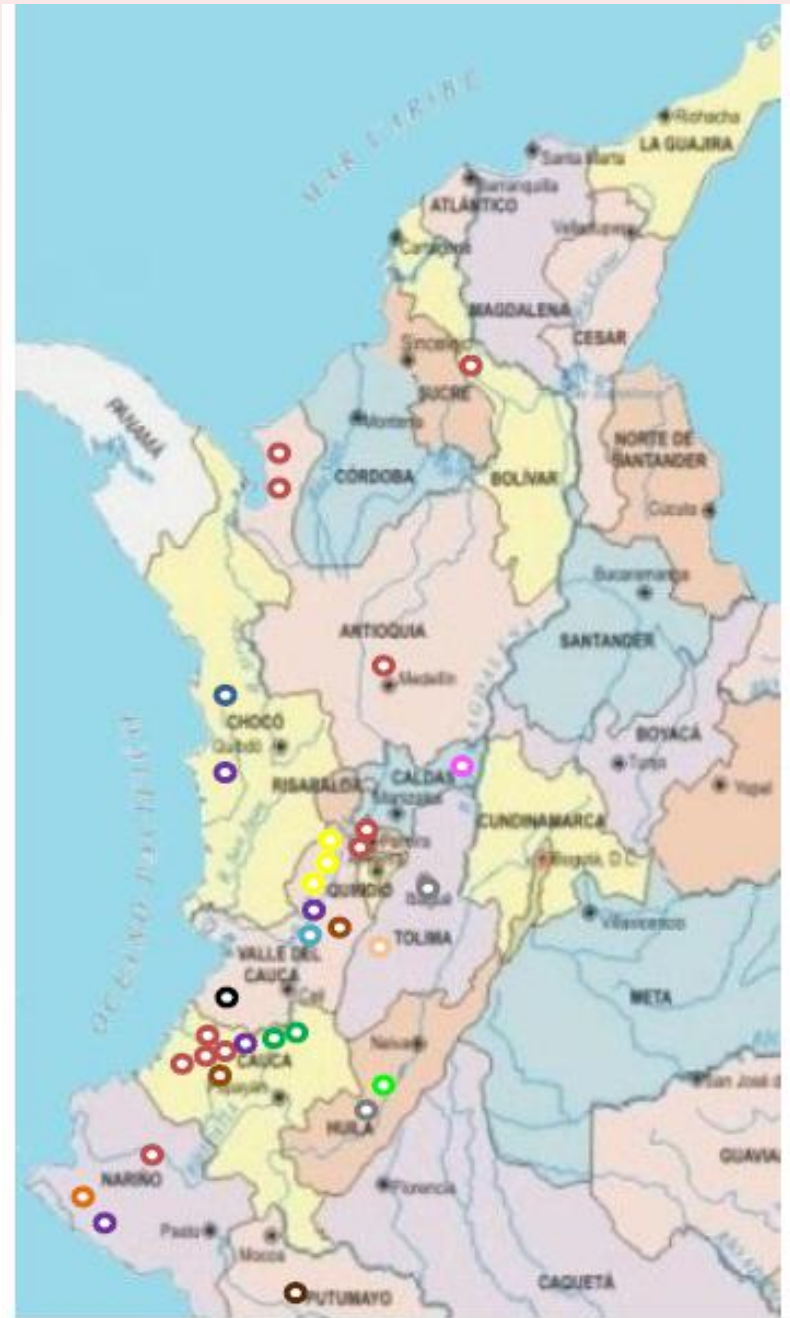 MAR CARIBE
Riohacha
LA GUAJIRA
Santa Marta
Barranquilla
ATLÁNTICO
Valledupar
Cartagena
MAGDALENA
CESAR
Sincelejo
SUCRE
PANAMÁ
Montería
CÓRDOBA
BOLÍVAR
NORTE DE
SANTANDER
Cúcuta
Bucaramanga
ANTIOQUIA
SANTANDER
Medellín
MAGDALENA
CHOCÓ
Quibdó
BOYACÁ
Tunja
RISARALDA
CALDAS
Manizales
Yopal
CUNDINAMARCA
Pereira
Armenia
Bogotá, D.C.
QUINDÍO
Ibagué
Villavicencio
OCÉANO PACÍFICO
TOLIMA
VALLE DEL
CAUCA
Cali
META
Neiva
CAUCA
Popayán
San José d
HUILA
GUAVIA
NARIÑO
Florencia
Pasto
Mocoa
CAQUETÁ
PUTUMAYO